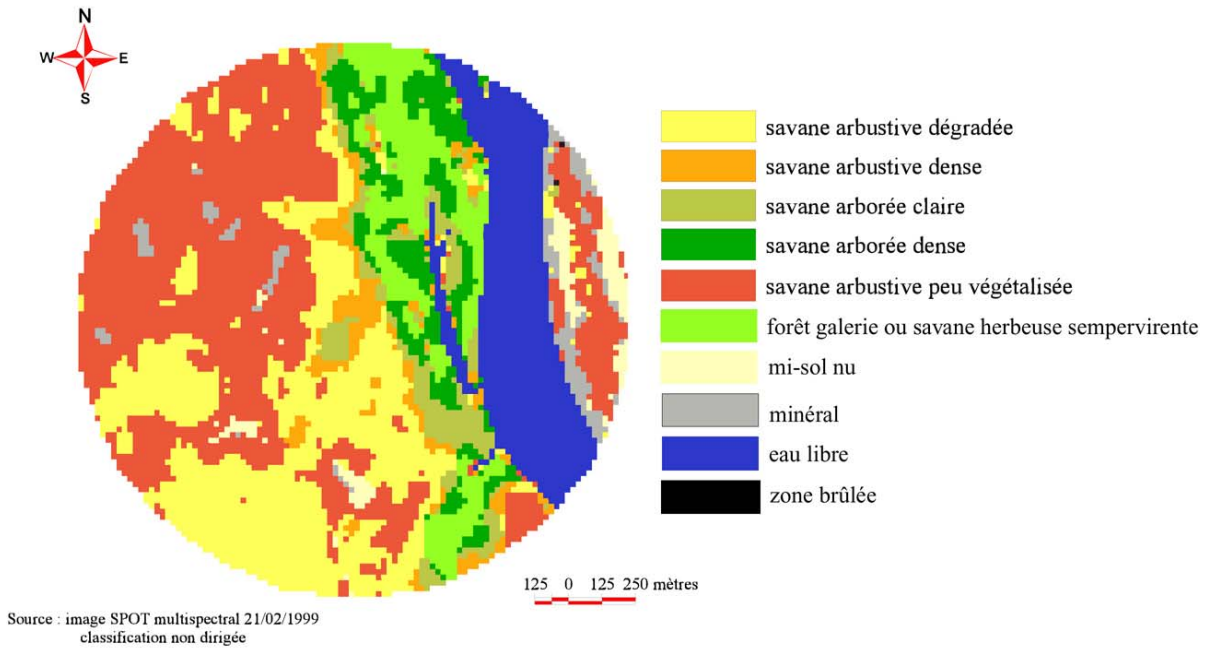 N
W E
S
savane arbustive dégradée
savane arbustive dense
savane arborée claire
savane arborée dense
savane arbustive peu végétalisée
forêt galerie ou savane herbeuse sempervirente
mi-sol nu
minéral
eau libre
zone brûlée
125 0 125 250 mètres
Source : image SPOT multispectral 21/02/1999
classification non dirigée